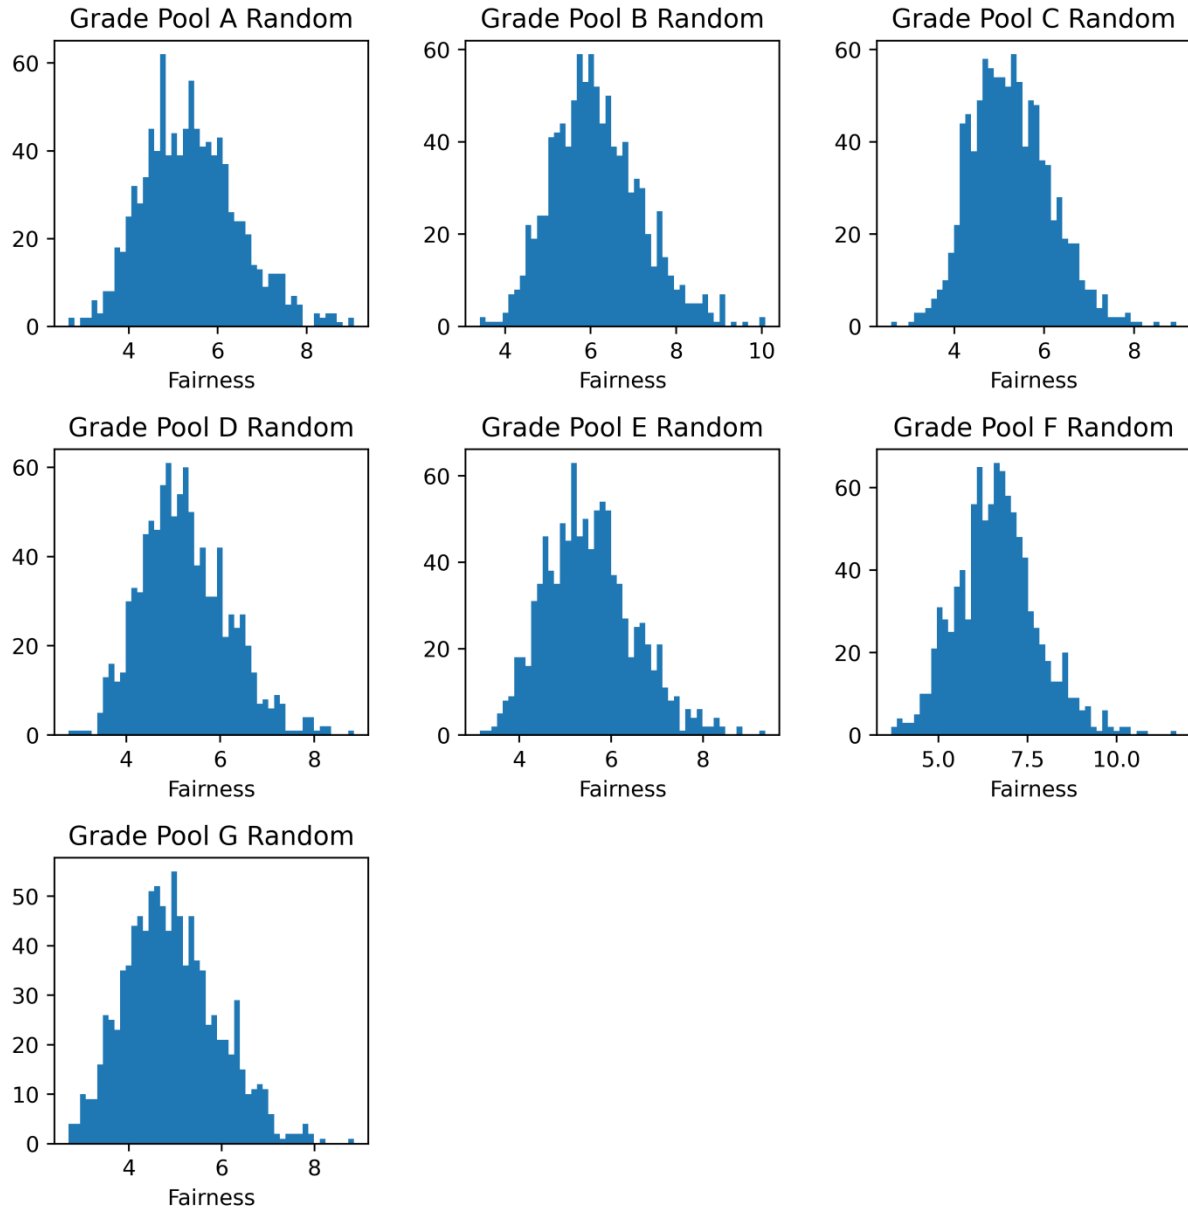 Grade Pool A Random
60
40
20
0
4 6 8
Fairness
Grade Pool B Random
60
40
20
0
4 6 8 10
Fairness
Grade Pool C Random
60
40
20
0
4 6 8
Fairness
Grade Pool D Random
60
40
20
0
4 6 8
Fairness
Grade Pool E Random
60
40
20
0
4 6 8
Fairness
Grade Pool F Random
60
40
20
0
5.0 7.5 10.0
Fairness
Grade Pool G Random
50
40
30
20
10
0
4 6 8
Fairness